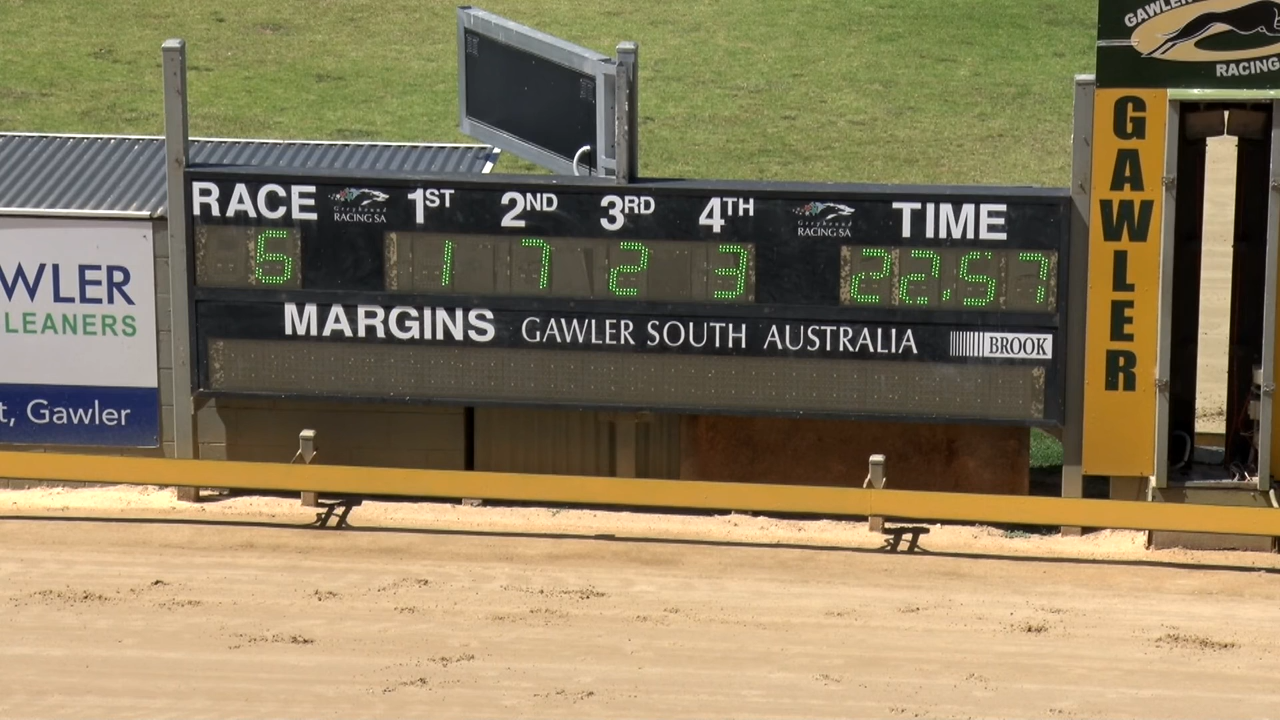 GAWLER
RACING
RACE
Greyhound
RACING SA
1ST 2ND 3RD 4TH
Greyhound
RACING SA
TIME
6 1 7 2 3 22.57
MARGINS GAWLER SOUTH AUSTRALIA BROOK
WLER
LEANERS
t, Gawler
GAWLER